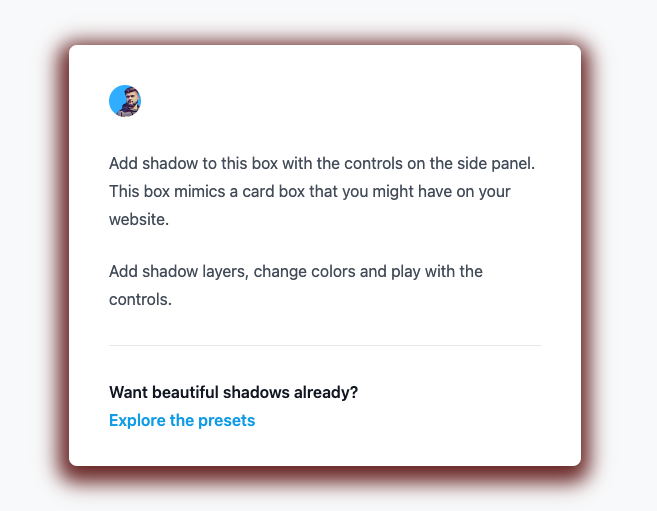 Add shadow to this box with the controls on the side panel.
This box mimics a card box that you might have on your
website.
Add shadow layers, change colors and play with the
controls.
Want beautiful shadows already?
Explore the presets